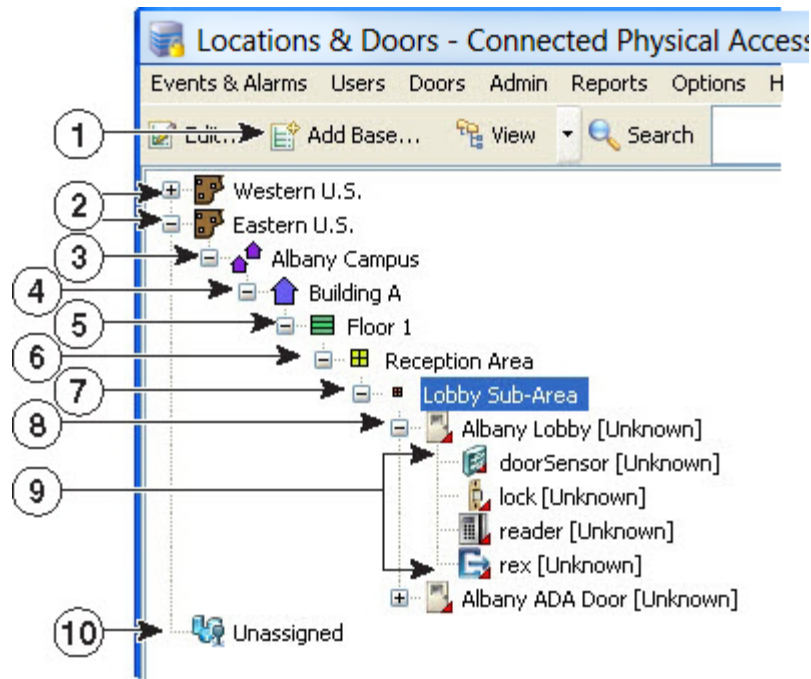 Locations & Doors - Connected Physical Access
Events & Alarms Users Doors Admin Reports Options H
1 Edit... Add Base... View Search
2 Western U.S.
Eastern U.S.
3 Albany Campus
4 Building A
5 Floor 1
6 Reception Area
7 Lobby Sub-Area
8 Albany Lobby [Unknown]
doorSensor [Unknown]
9 lock [Unknown]
reader [Unknown]
rex [Unknown]
Albany ADA Door [Unknown]
10 Unassigned